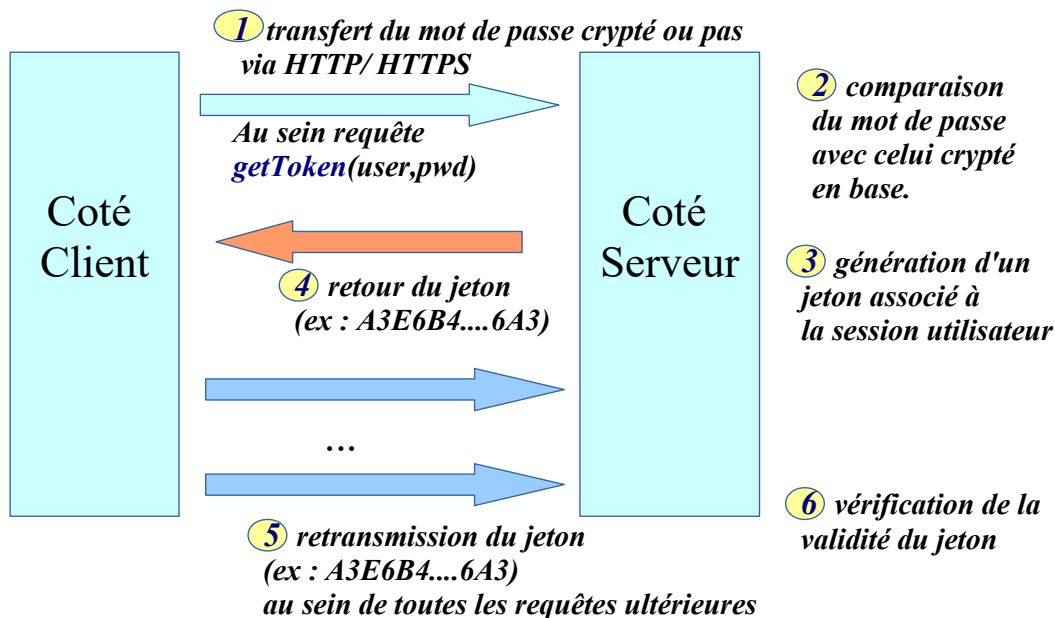 1 transfert du mot de passe crypté ou pas
via HTTP/ HTTPS
Au sein requête
getToken(user,pwd)
Coté
Client
Coté
Serveur
2 comparaison
du mot de passe
avec celui crypté
en base.
3 génération d'un
jeton associé à
la session utilisateur
4 retour du jeton
(ex : A3E6B4....6A3)
...
5 retransmission du jeton
(ex : A3E6B4....6A3)
au sein de toutes les requêtes ultérieures
6 vérification de la
validité du jeton